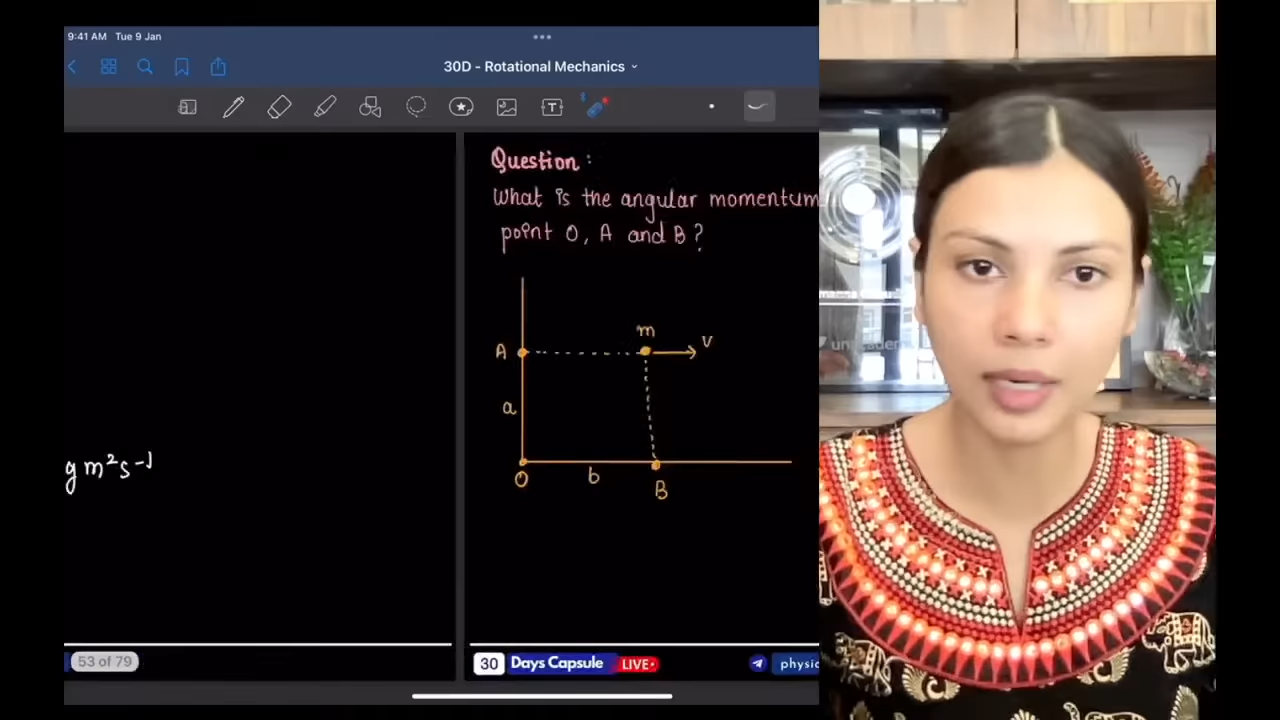 9:41 AM Tue 9 Jan
30D - Rotational Mechanics
T
Question:
What is the angular momentum
point O, A and B?
m
v
A
a
g m²s⁻¹
O
b
B
53 of 79
30 Days Capsule LIVE
physic